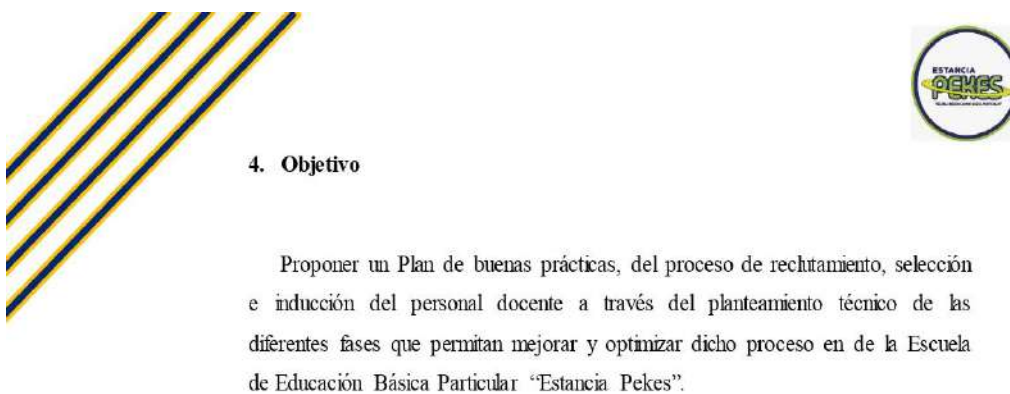 ESTANCIA
PEKES
4. Objetivo
Proponer un Plan de buenas prácticas, del proceso de reclutamiento, selección
e inducción del personal docente a través del planteamiento técnico de las
diferentes fases que permitan mejorar y optimizar dicho proceso en de la Escuela
de Educación Básica Particular “Estancia Pekes”.